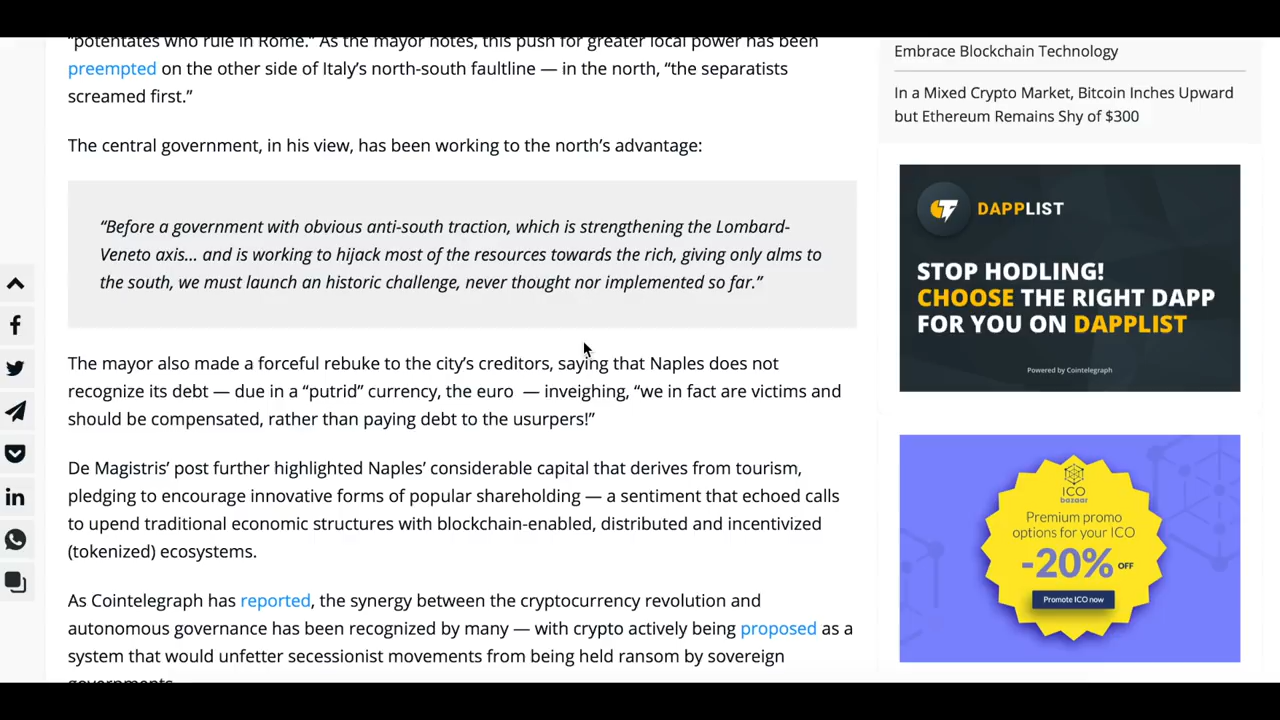 “potentates who rule in Rome.” As the mayor notes, this push for greater local power has been
preempted on the other side of Italy’s north-south faultline — in the north, “the separatists
screamed first.”
The central government, in his view, has been working to the north’s advantage:
“Before a government with obvious anti-south traction, which is strengthening the Lombard-
Veneto axis... and is working to hijack most of the resources towards the rich, giving only alms to
the south, we must launch an historic challenge, never thought nor implemented so far.”
The mayor also made a forceful rebuke to the city’s creditors, saying that Naples does not
recognize its debt — due in a “putrid” currency, the euro — inveighing, “we in fact are victims and
should be compensated, rather than paying debt to the usurpers!”
De Magistris’ post further highlighted Naples’ considerable capital that derives from tourism,
pledging to encourage innovative forms of popular shareholding — a sentiment that echoed calls
to upend traditional economic structures with blockchain-enabled, distributed and incentivized
(tokenized) ecosystems.
As Cointelegraph has reported, the synergy between the cryptocurrency revolution and
autonomous governance has been recognized by many — with crypto actively being proposed as a
system that would unfetter secessionist movements from being held ransom by sovereign
governments.
Embrace Blockchain Technology
In a Mixed Crypto Market, Bitcoin Inches Upward
but Ethereum Remains Shy of $300
DAPPLIST
STOP HODLING!
CHOOSE THE RIGHT DAPP
FOR YOU ON DAPPLIST
Powered by Cointelegraph
ICO
bazaar
Premium promo
options for your ICO
-20% OFF
Promote ICO now